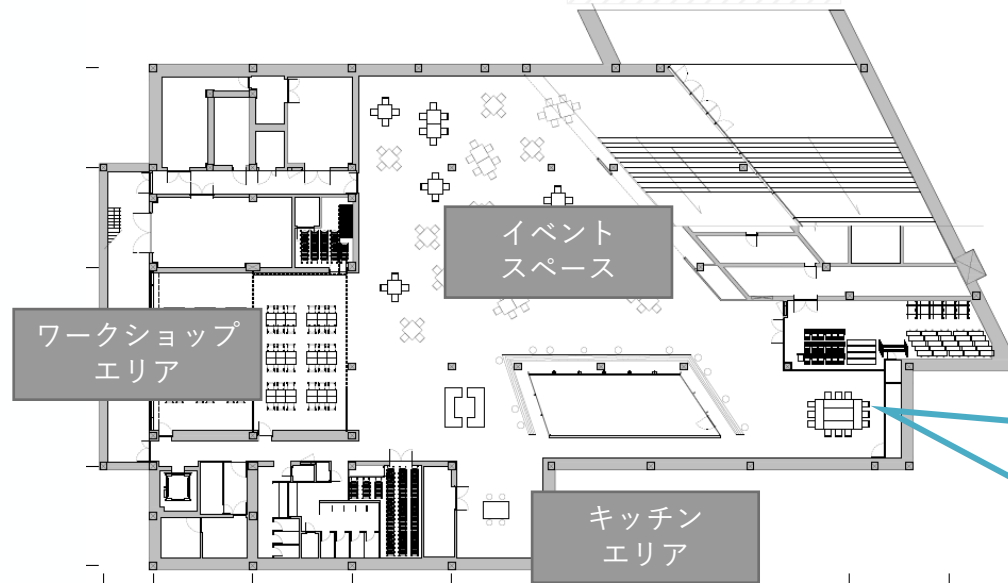 イベント
スペース
ワークショップ
エリア
キッチン
エリア